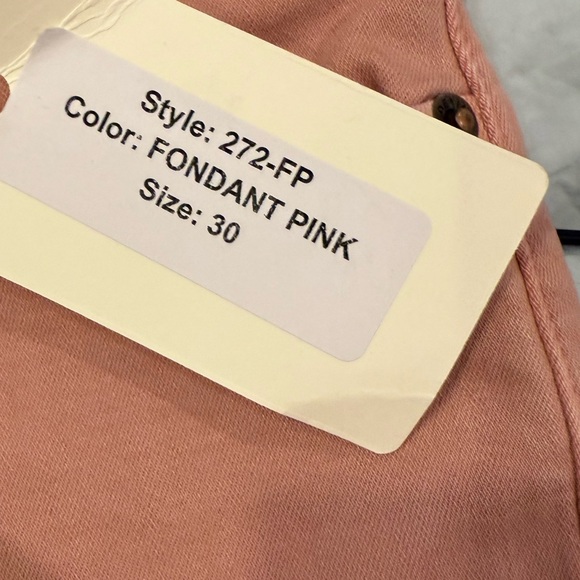 Style: 272-FP
Color: FONDANT PINK
Size: 30